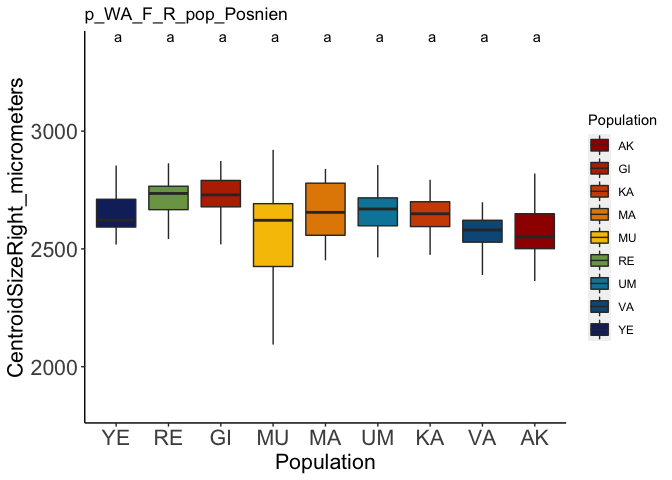 p_WA_F_R_pop_Posnien
a a a a a a a a a
CentroidSizeRight_micrometers
3000
2500
2000
YE RE GI MU MA UM KA VA AK
Population
Population
AK
GI
KA
MA
MU
RE
UM
VA
YE